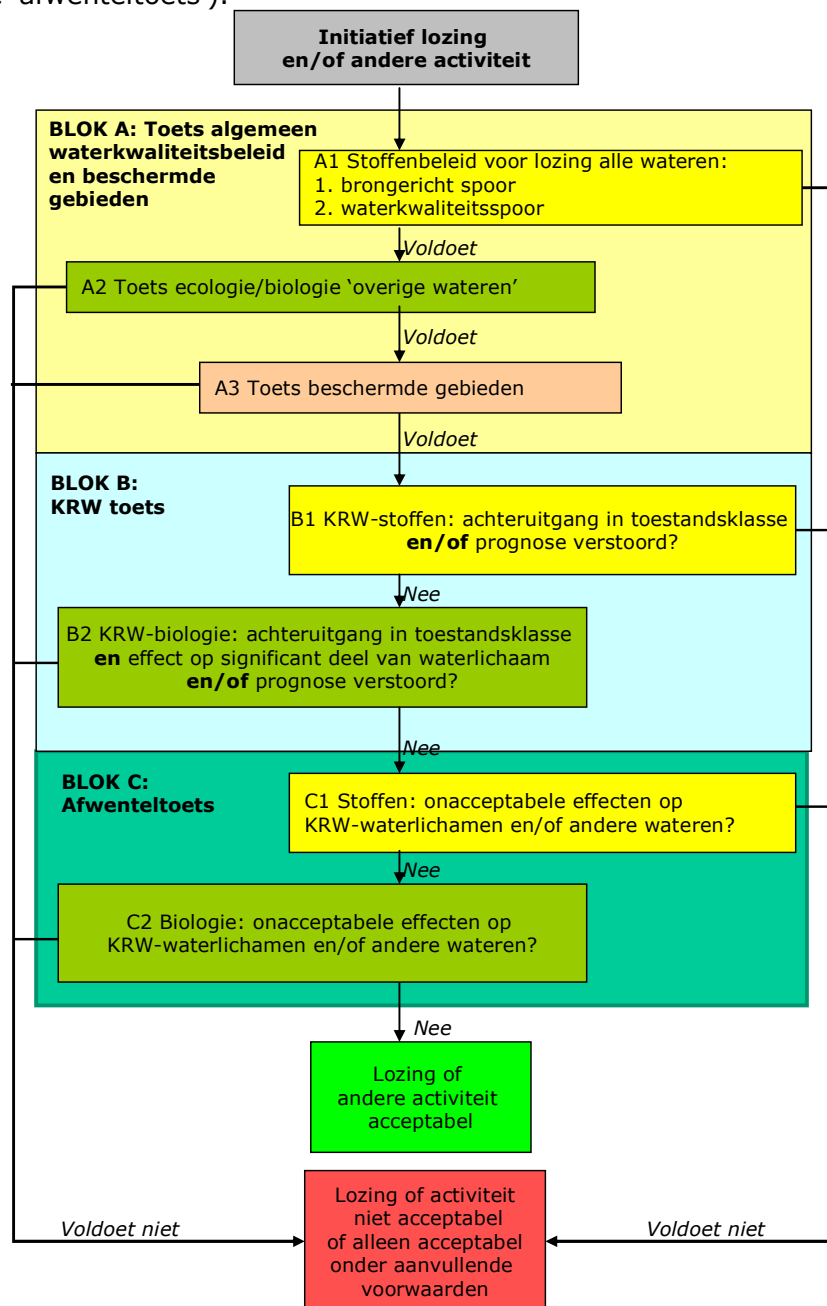 afwenteltoets ).
Initiatief lozing
en/of andere activiteit
BLOK A: Toets algemeen
waterkwaliteitsbeleid
en beschermde
gebieden
A1 Stoffenbeleid voor lozing alle wateren:
1. brongericht spoor
2. waterkwaliteitsspoor
Voldoet
A2 Toets ecologie/biologie ‘overige wateren’
Voldoet
A3 Toets beschermde gebieden
Voldoet
BLOK B:
KRW toets
B1 KRW-stoffen: achteruitgang in toestandsklasse
en/of prognose verstoord?
Nee
B2 KRW-biologie: achteruitgang in toestandsklasse
en effect op significant deel van waterlichaam
en/of prognose verstoord?
Nee
BLOK C:
Afwenteltoets
C1 Stoffen: onacceptabele effecten op
KRW-waterlichamen en/of andere wateren?
Nee
C2 Biologie: onacceptabele effecten op
KRW-waterlichamen en/of andere wateren?
Nee
Lozing of
andere activiteit
acceptabel
Voldoet niet
Lozing of activiteit
niet acceptabel
of alleen acceptabel
onder aanvullende
voorwaarden
Voldoet niet